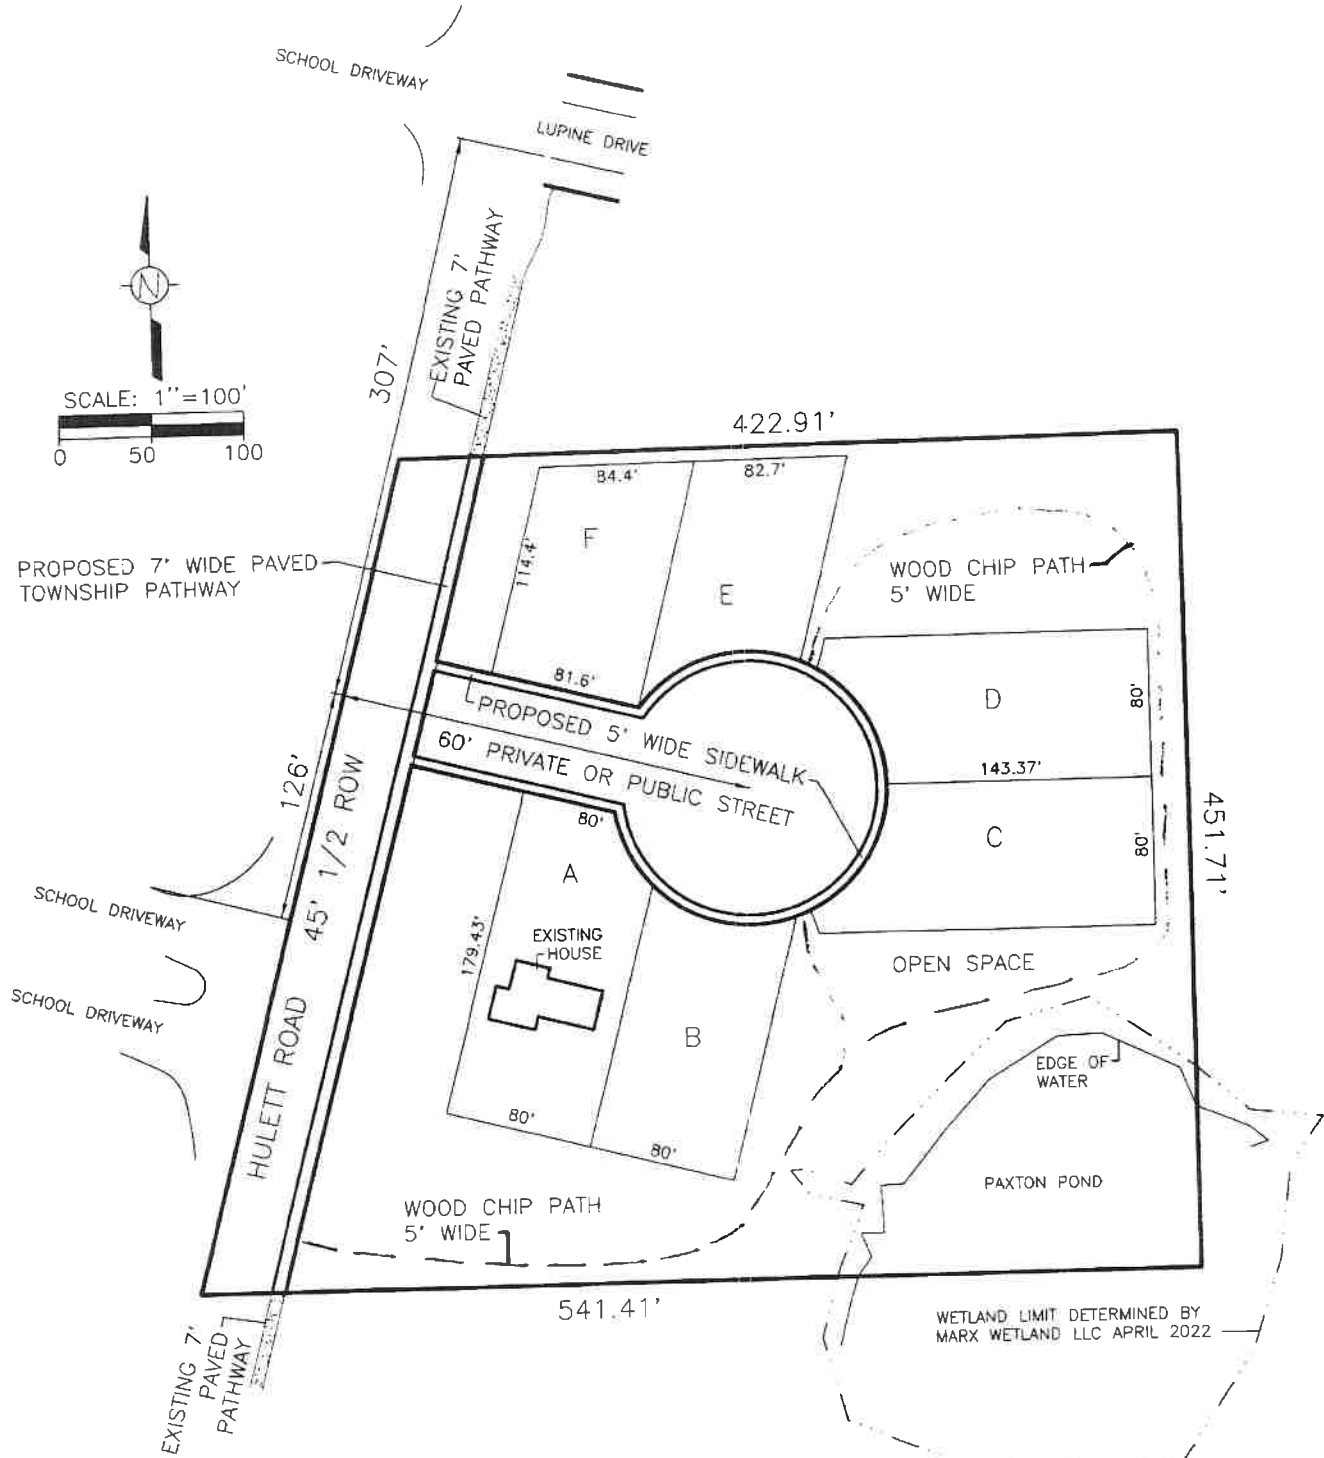 SCHOOL DRIVEWAY
LUPINE DRIVE
EXISTING 7'
PAVED PATHWAY
307'
N
SCALE: 1"=100'
0 50 100
422.91'
84.4'
82.7'
F
114.4'
E
WOOD CHIP PATH
5' WIDE
PROPOSED 7' WIDE PAVED
TOWNSHIP PATHWAY
81.6'
D
80'
PROPOSED 5' WIDE SIDEWALK
60' PRIVATE OR PUBLIC STREET
143.37'
126'
451.71'
80'
C
80'
A
SCHOOL DRIVEWAY
HULETT ROAD 45' 1/2 ROW
179.43'
EXISTING
HOUSE
OPEN SPACE
SCHOOL DRIVEWAY
B
EDGE OF
WATER
80'
80'
PAXTON POND
WOOD CHIP PATH
5' WIDE
541.41'
WETLAND LIMIT DETERMINED BY
MARX WETLAND LLC APRIL 2022
EXISTING 7'
PAVED
PATHWAY